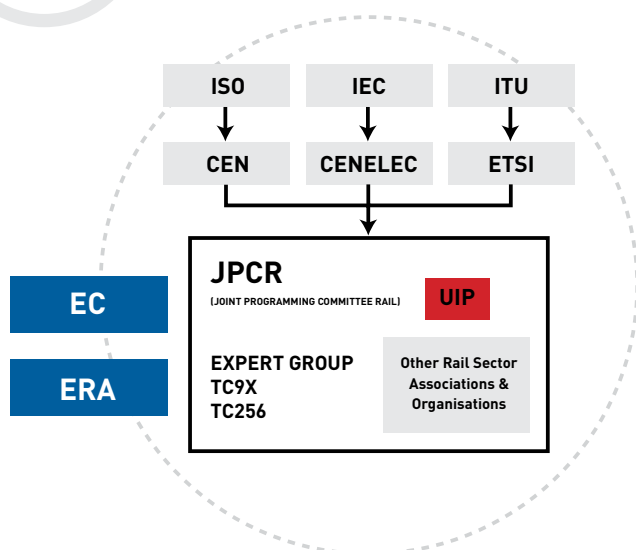 ISO
IEC
ITU
CEN
CENELEC
ETSI
JPCR
(JOINT PROGRAMMING COMMITTEE RAIL)
UIP
EC
ERA
EXPERT GROUP
TC9X
TC256
Other Rail Sector
Associations &
Organisations